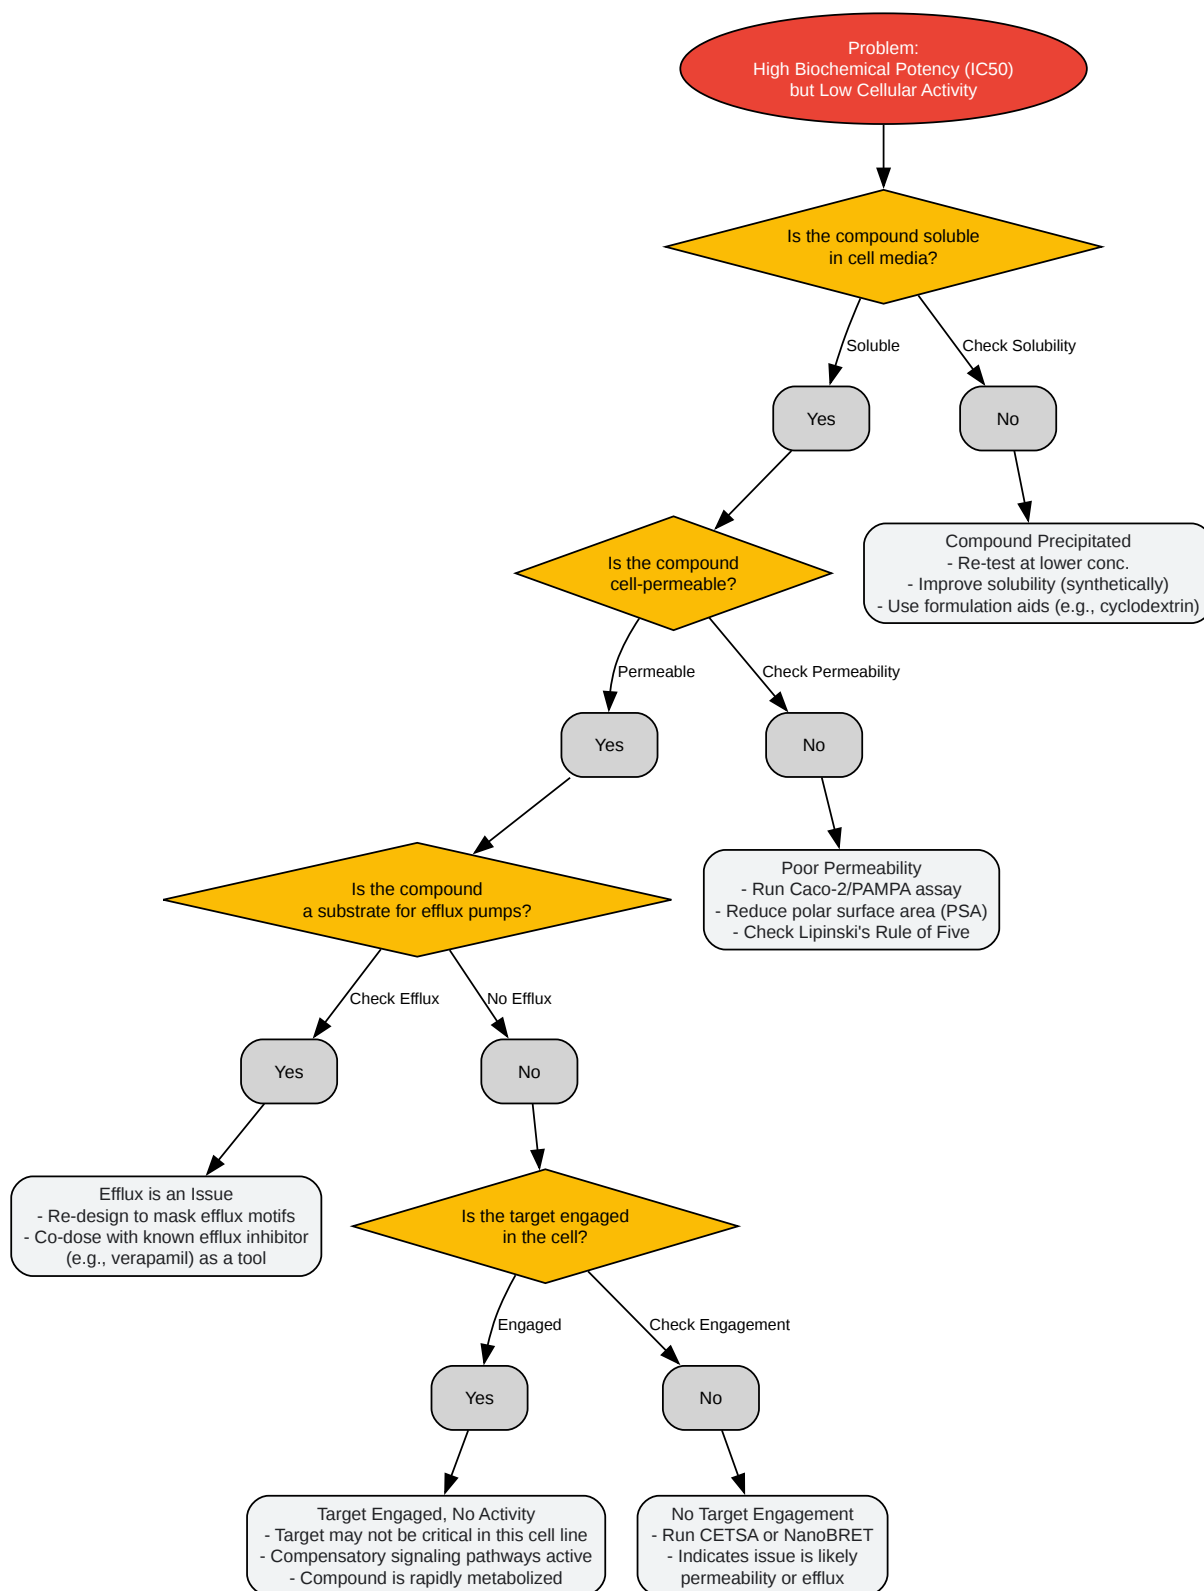 Problem:
High Biochemical Potency (IC50)
but Low Cellular Activity
Is the compound soluble
in cell media?
Soluble
Check Solubility
Yes
No
Is the compound
cell-permeable?
Compound Precipitated
- Re-test at lower conc.
- Improve solubility (synthetically)
- Use formulation aids (e.g., cyclodextrin)
Permeable
Check Permeability
Yes
No
Is the compound
a substrate for efflux pumps?
Poor Permeability
- Run Caco-2/PAMPA assay
- Reduce polar surface area (PSA)
- Check Lipinski's Rule of Five
Check Efflux
No Efflux
Yes
No
Efflux is an Issue
- Re-design to mask efflux motifs
- Co-dose with known efflux inhibitor
(e.g., verapamil) as a tool
Is the target engaged
in the cell?
Engaged
Check Engagement
Yes
No
Target Engaged, No Activity
- Target may not be critical in this cell line
- Compensatory signaling pathways active
- Compound is rapidly metabolized
No Target Engagement
- Run CETSA or NanoBRET
- Indicates issue is likely
permeability or efflux